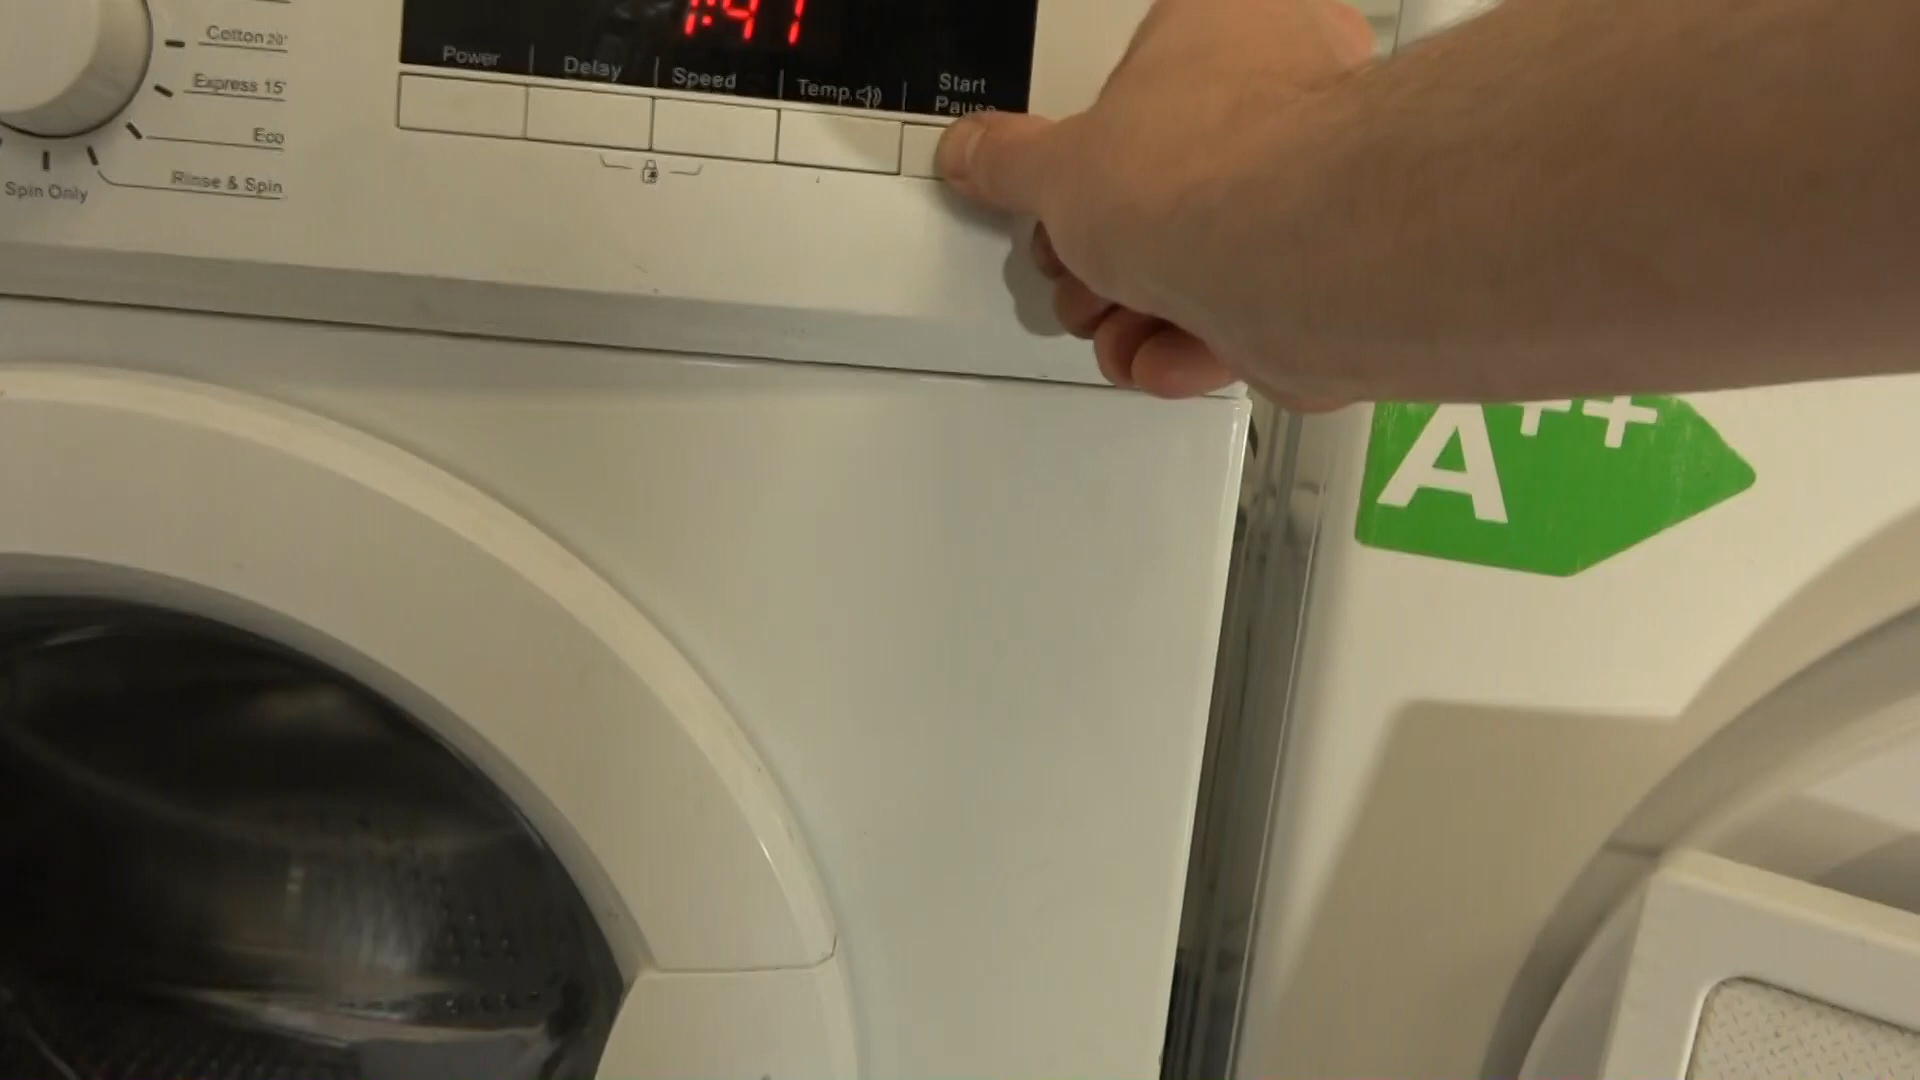 1:47
Power
Delay
Speed
Temp.
Start
Pause
Cotton 20°
Express 15'
Eco
Rinse & Spin
Spin Only
A++